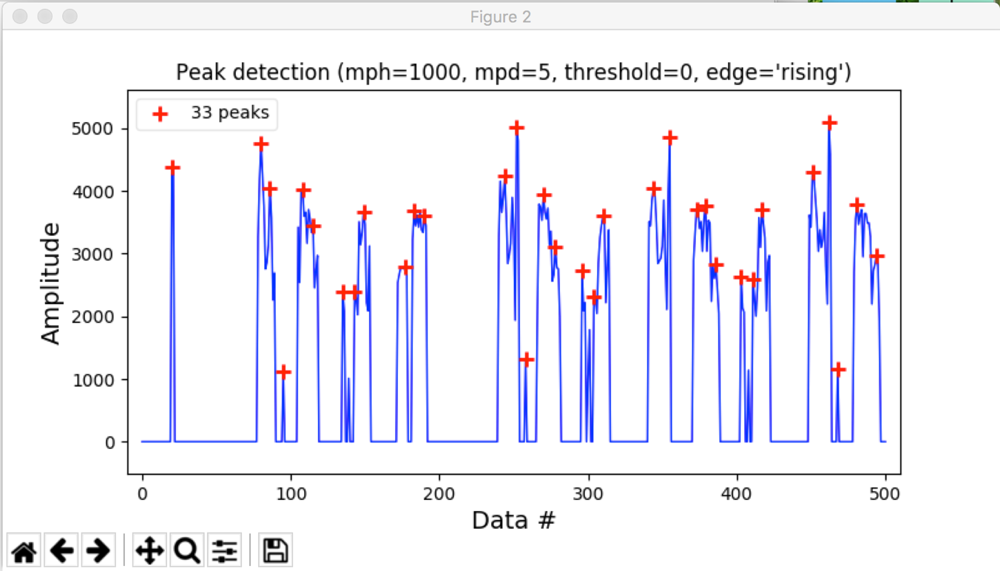 Figure 2
Peak detection (mph=1000, mpd=5, threshold=0, edge='rising')
33 peaks
5000
4000
3000
2000
1000
0
Amplitude
0 100 200 300 400 500
Data #